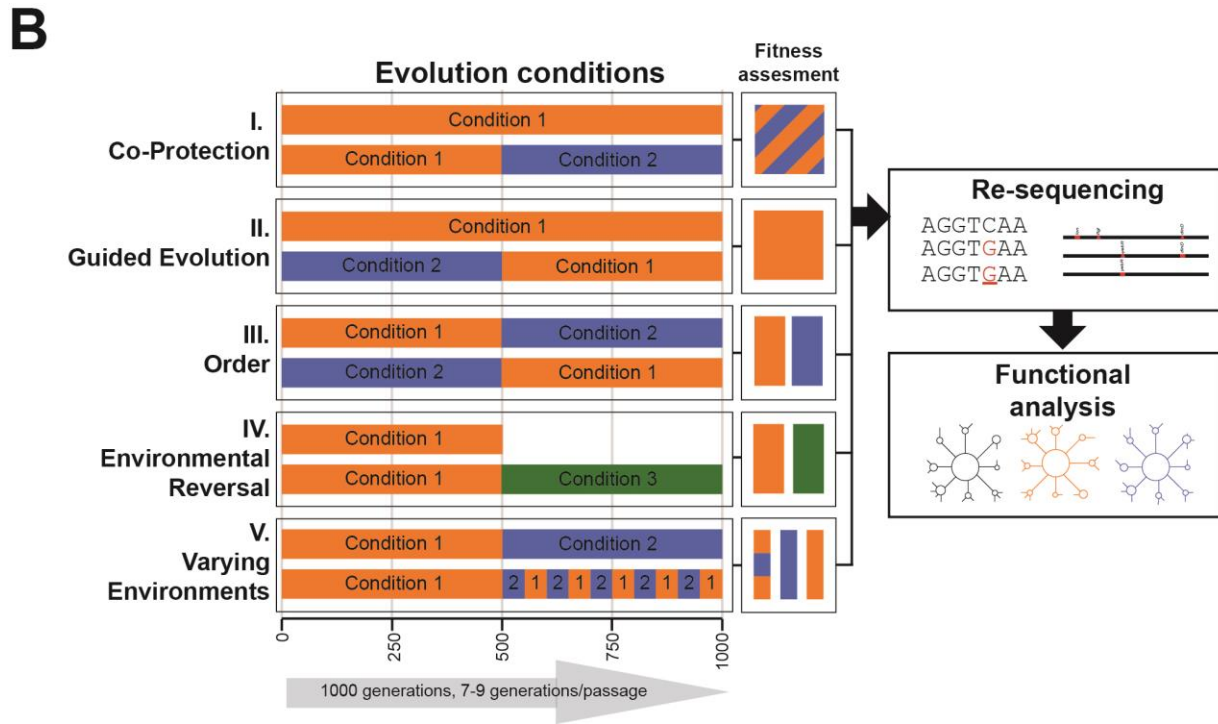 B
Evolution conditions
Fitness
assesment
I.
Co-Protection
Condition 1
Condition 1
Condition 2
II.
Guided Evolution
Condition 1
Condition 2
Condition 1
III.
Order
Condition 1
Condition 2
Condition 2
Condition 1
IV.
Environmental
Reversal
Condition 1
Condition 1
Condition 3
V.
Varying
Environments
Condition 1
Condition 2
Condition 1
2 1 2 1 2 1 2 1 2 1
0
250
500
750
1000
1000 generations, 7-9 generations/passage
Re-sequencing
AGGTCAA
AGGTGAA
AGGTGAA
Functional
analysis